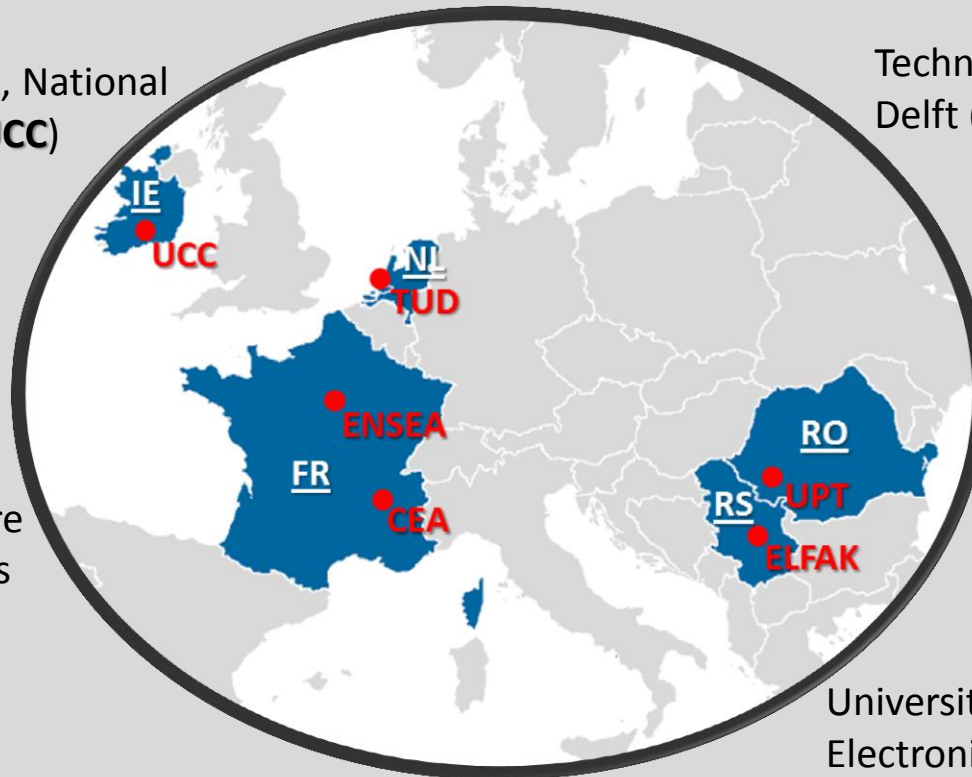 , National
CC)
Techn
Delft
IE
UCC
NL
TUD
ENSEA
FR
CEA
RO
UPT
RS
ELFAK
re
s
Universit
Electroni